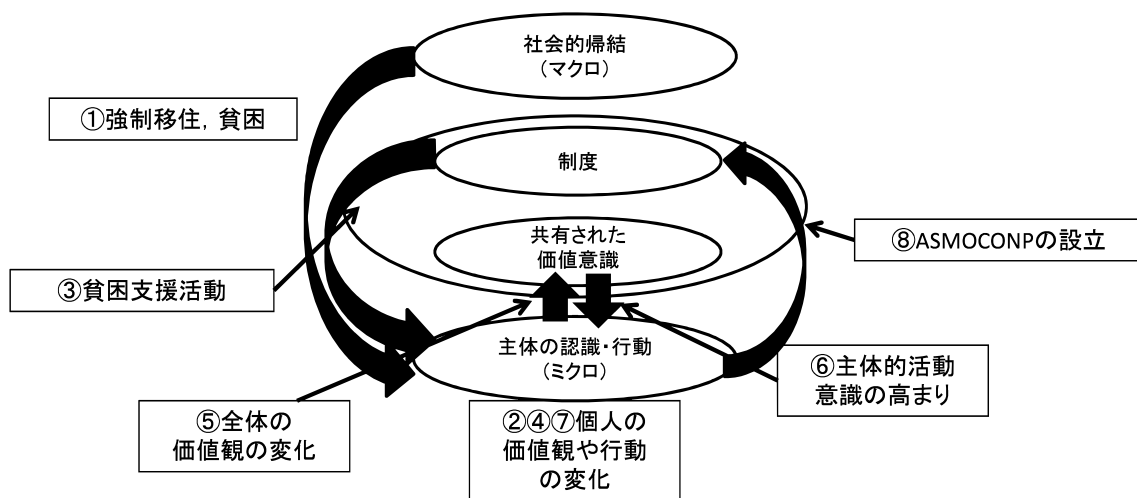 社会的帰結
(マクロ)
①強制移住, 貧困
制度
共有された
価値意識
⑧ASMOCONPの設立
③貧困支援活動
主体の認識・行動
(ミクロ)
⑥主体的活動
意識の高まり
⑤全体の
価値観の変化
②④⑦個人の
価値観や行動
の変化